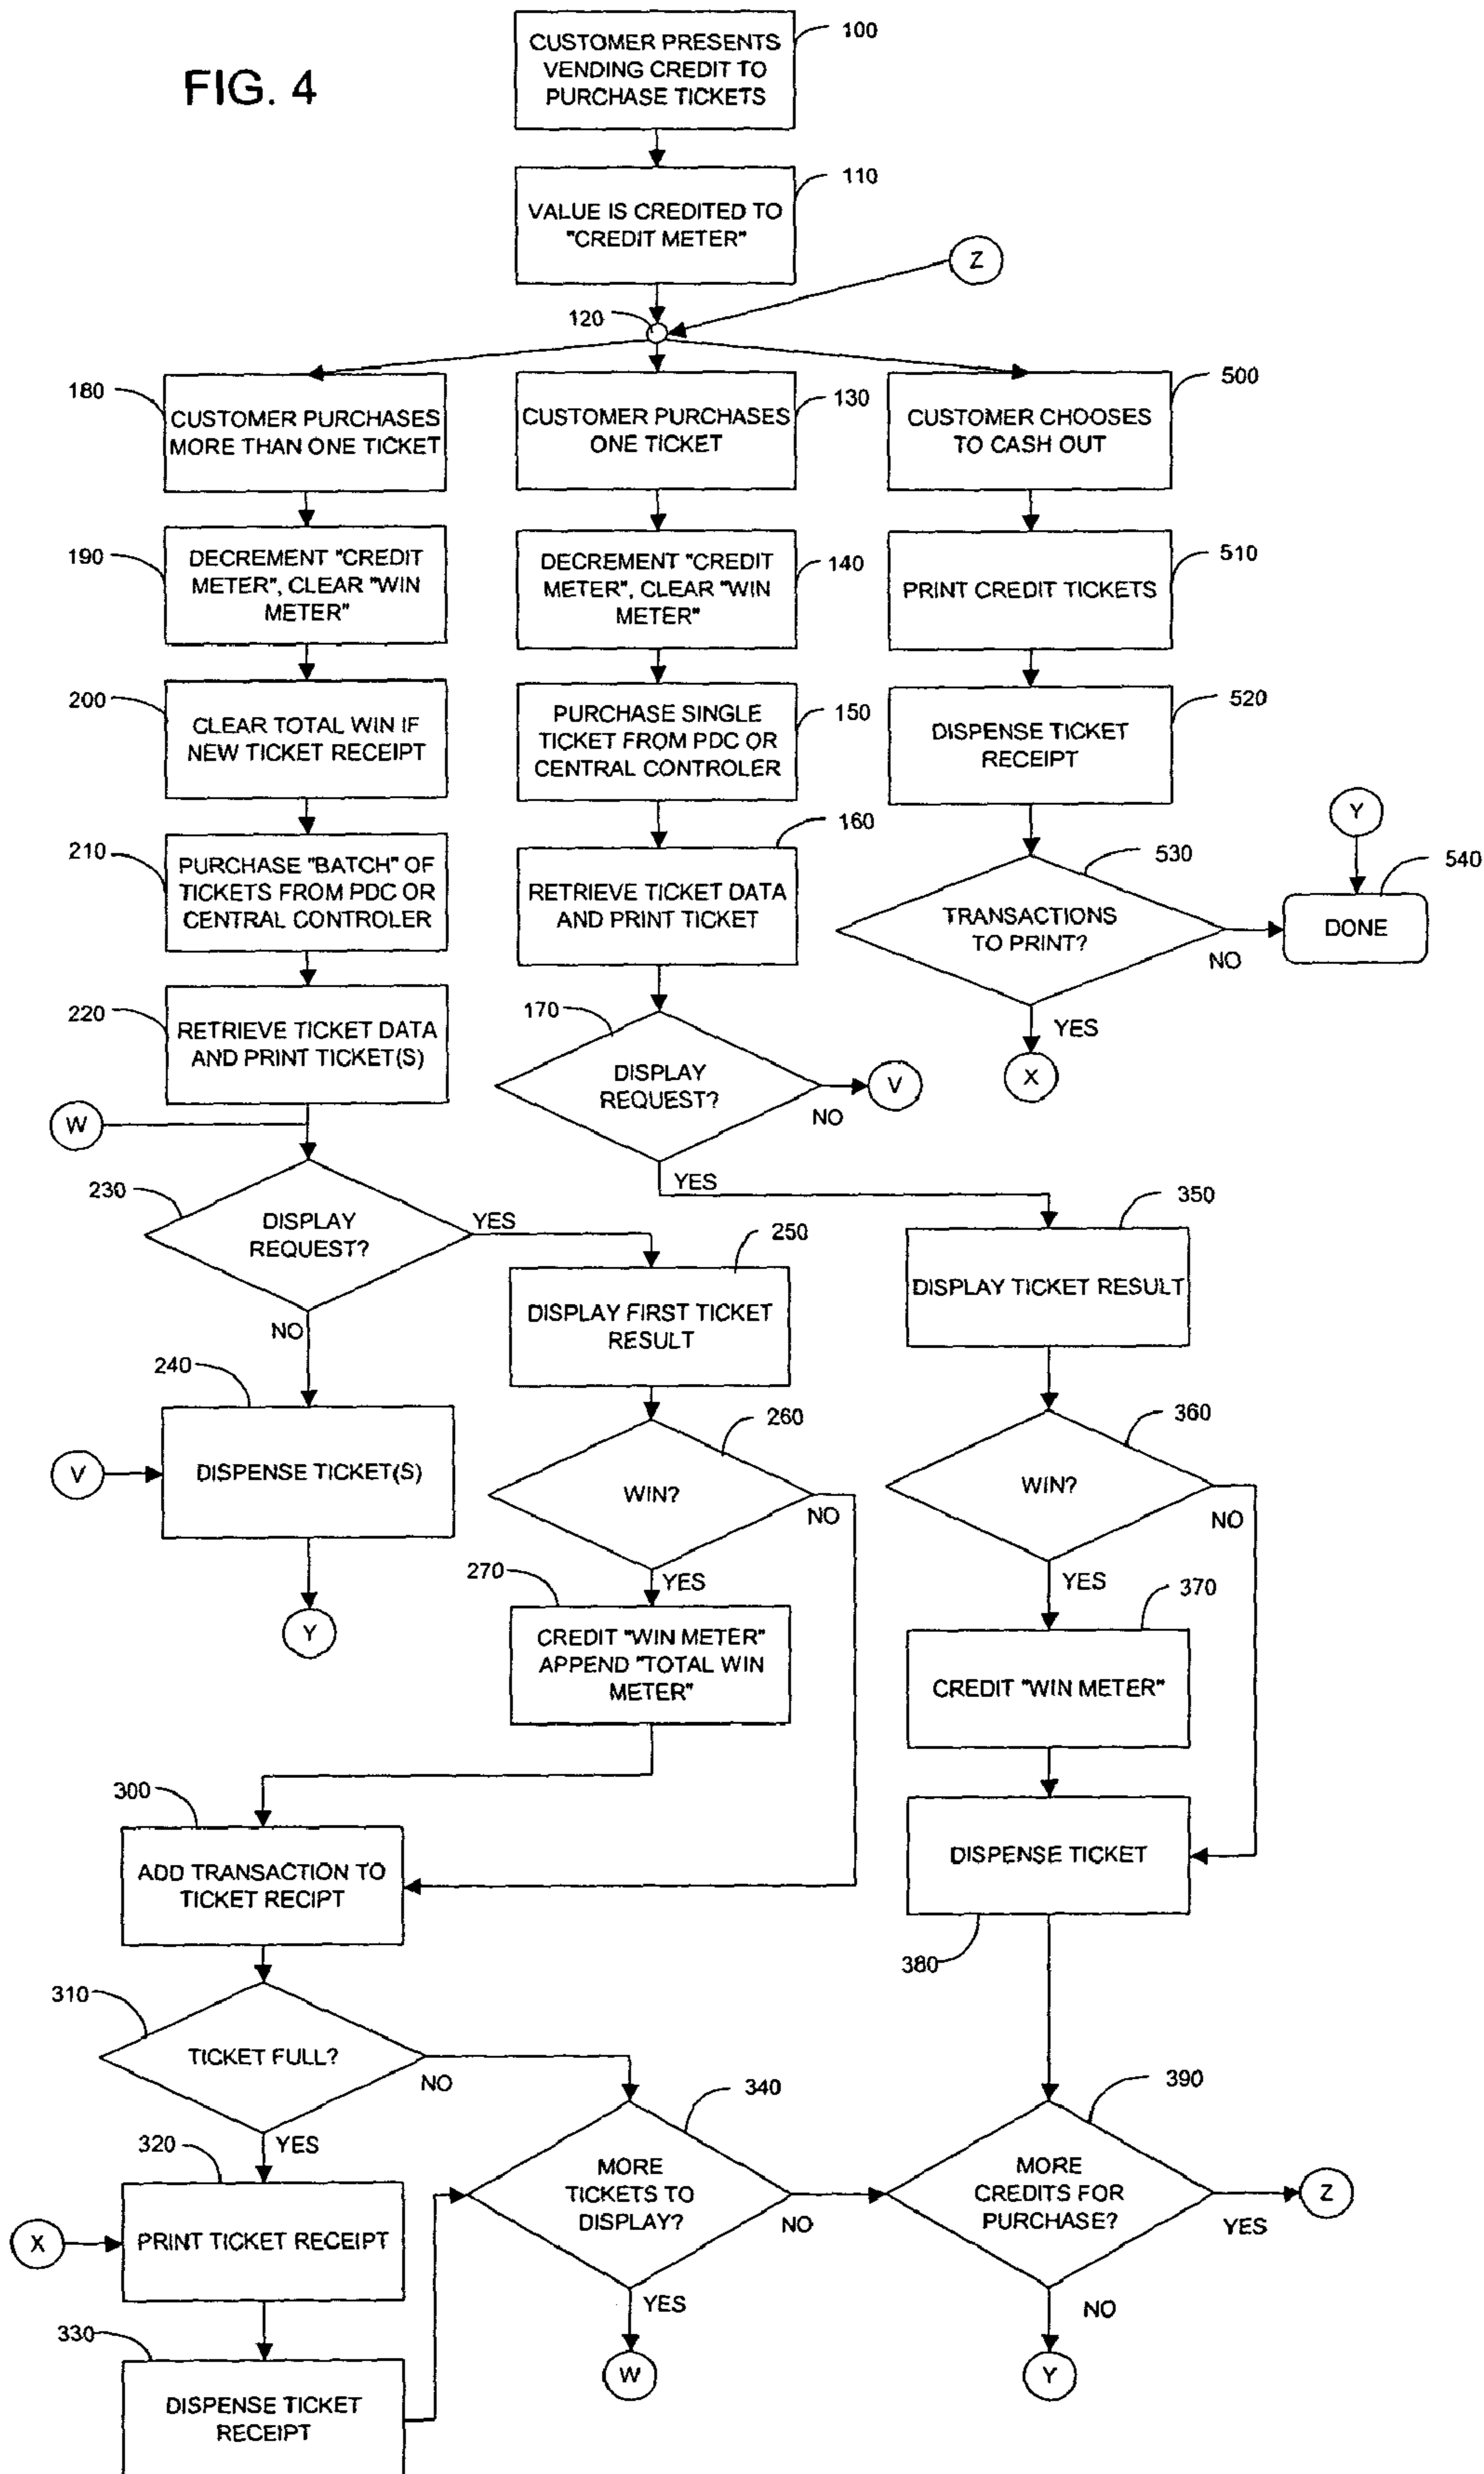 FIG. 4
100
CUSTOMER PRESENTS
VENDING CREDIT TO
PURCHASE TICKETS
110
VALUE IS CREDITED TO
"CREDIT METER"
Z
120
180
CUSTOMER PURCHASES
MORE THAN ONE TICKET
130
CUSTOMER PURCHASES
ONE TICKET
500
CUSTOMER CHOOSES
TO CASH OUT
190
DECREMENT "CREDIT
METER", CLEAR "WIN
METER"
140
DECREMENT "CREDIT
METER", CLEAR "WIN
METER"
510
PRINT CREDIT TICKETS
200
CLEAR TOTAL WIN IF
NEW TICKET RECEIPT
150
PURCHASE SINGLE
TICKET FROM PDC OR
CENTRAL CONTROLER
520
DISPENSE TICKET
RECEIPT
210
PURCHASE "BATCH" OF
TICKETS FROM PDC OR
CENTRAL CONTROLER
160
RETRIEVE TICKET DATA
AND PRINT TICKET
530
TRANSACTIONS
TO PRINT?
NO
YES
X
Y
540
DONE
220
RETRIEVE TICKET DATA
AND PRINT TICKET(S)
170
DISPLAY
REQUEST?
NO
V
YES
W
230
DISPLAY
REQUEST?
YES
NO
250
DISPLAY FIRST TICKET
RESULT
350
DISPLAY TICKET RESULT
240
V
DISPENSE TICKET(S)
Y
260
WIN?
NO
YES
360
WIN?
NO
YES
270
CREDIT "WIN METER"
APPEND "TOTAL WIN
METER"
370
CREDIT "WIN METER"
300
ADD TRANSACTION TO
TICKET RECIPT
DISPENSE TICKET
380
310
TICKET FULL?
NO
YES
340
MORE
TICKETS TO
DISPLAY?
NO
YES
W
390
MORE
CREDITS FOR
PURCHASE?
YES
Z
NO
Y
320
X
PRINT TICKET RECEIPT
330
DISPENSE TICKET
RECEIPT